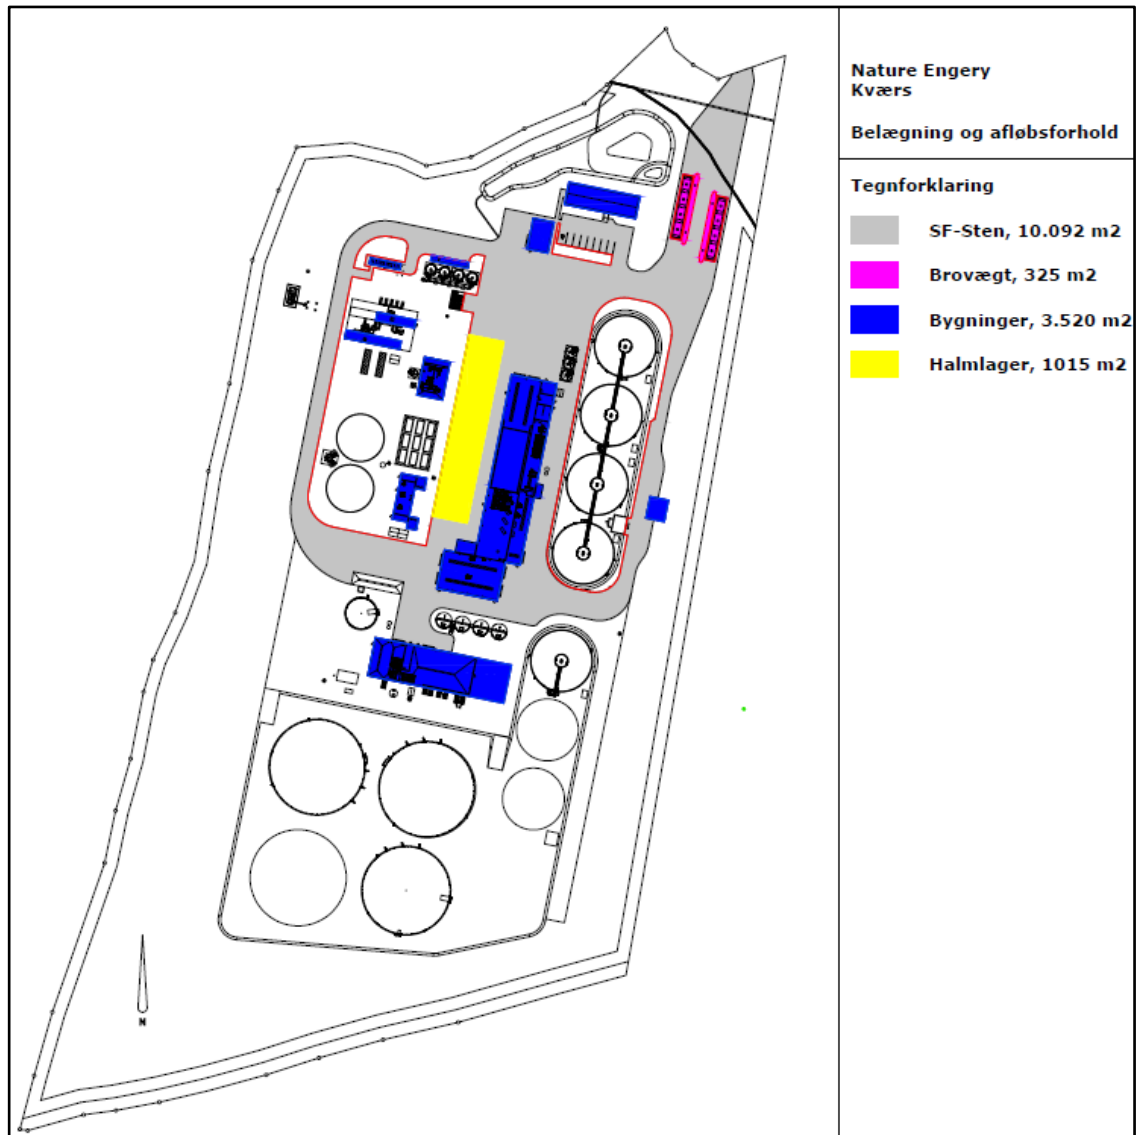 Nature Engery
Kværs
Belægning og afløbsforhold
Tegnforklaring
SF-Sten, 10.092 m2
Brovægt, 325 m2
Bygninger, 3.520 m2
Halmlager, 1015 m2
N